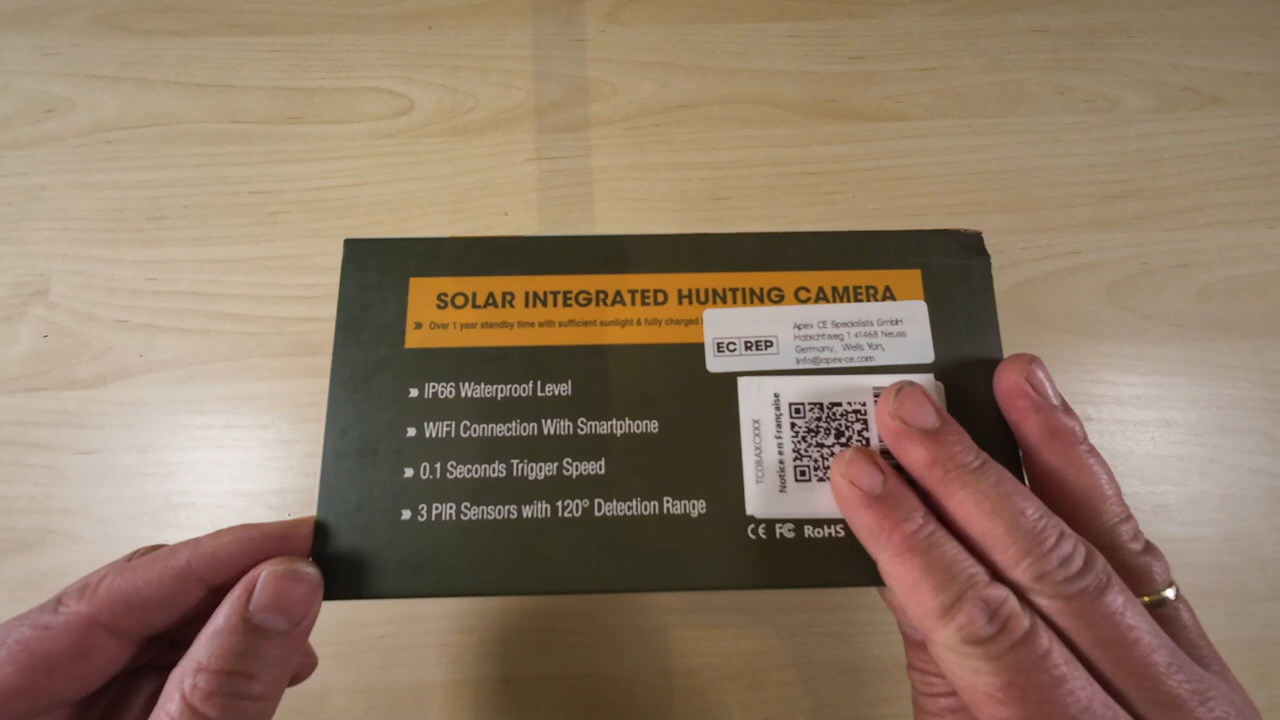 SOLAR INTEGRATED HUNTING CAMERA
» Over 1 year standby time with sufficient sunlight & fully charged
EC REP
Apex CE Specialists GmbH
Habichtweg 1 41468 Neuss
Germany, Wells Yan,
Info@apex-ce.com
» IP66 Waterproof Level
» WIFI Connection With Smartphone
» 0.1 Seconds Trigger Speed
» 3 PIR Sensors with 120° Detection Range
TC08AXCXXX
Notice en Française
CE FC RoHS